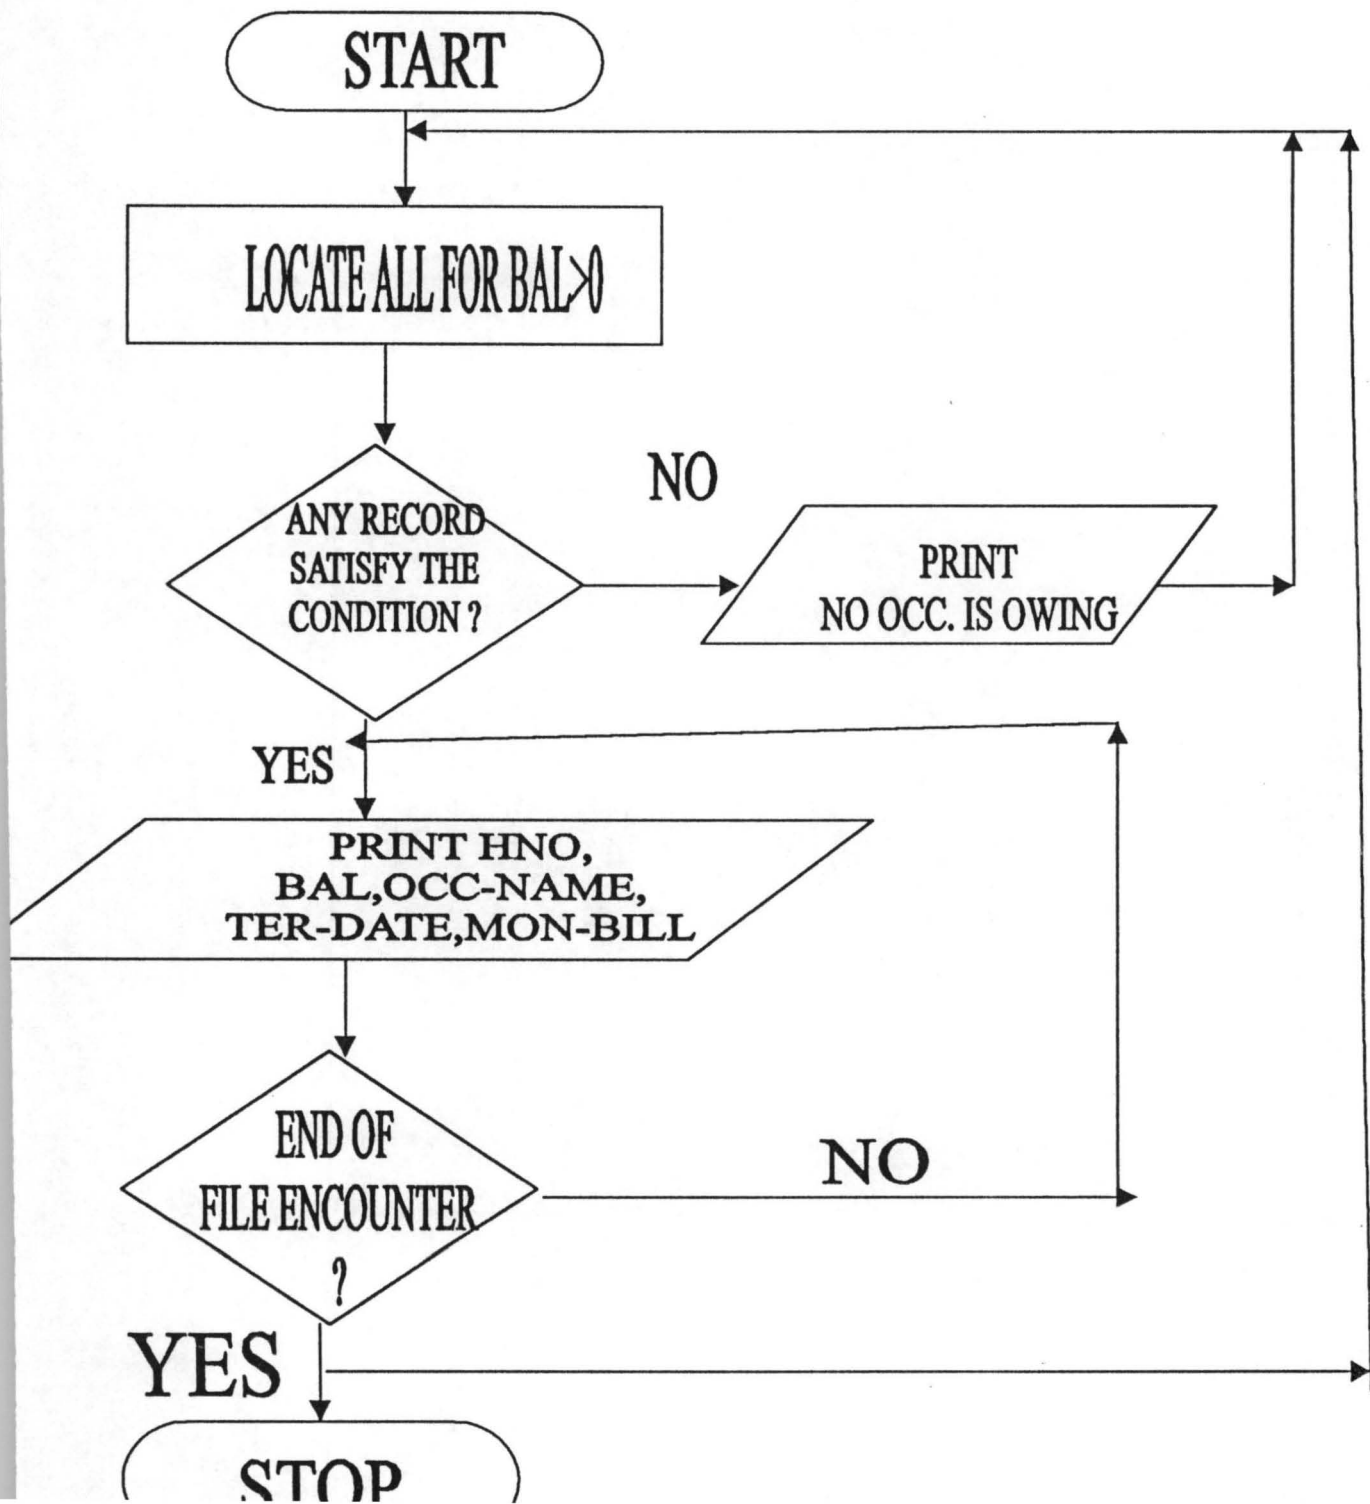 START
LOCATE ALL FOR BAL>0
NO
ANY RECORD
SATISFY THE
CONDITION ?
PRINT
NO OCC. IS OWING
YES
PRINT HNO,
BAL,OCC-NAME,
TER-DATE,MON-BILL
END OF
FILE ENCOUNTER
?
NO
YES
STOP